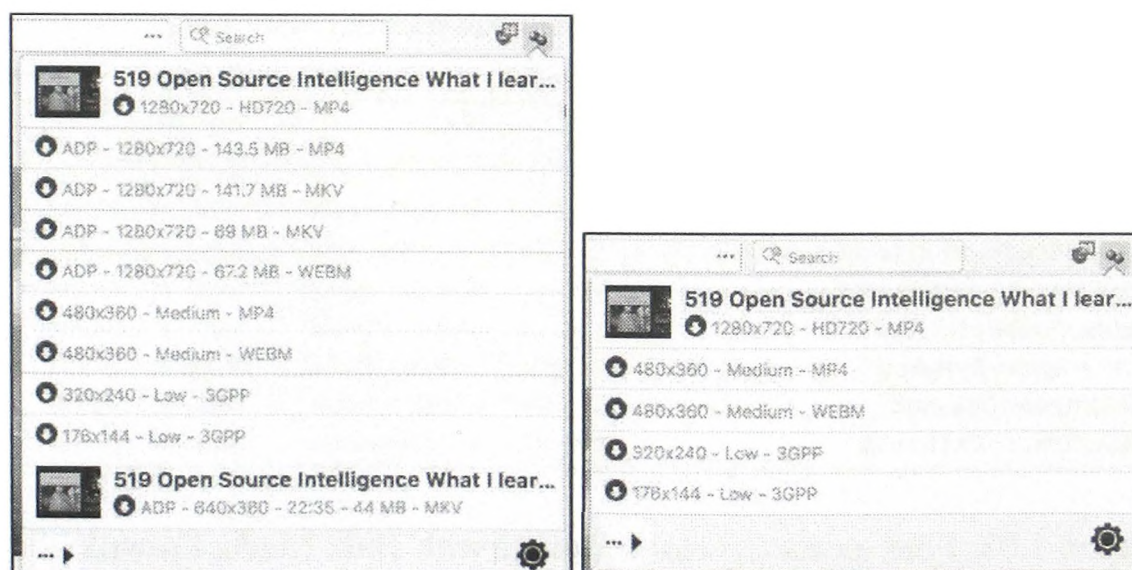 ... Search
519 Open Source Intelligence What I lear...
1280x720 - HD720 - MP4
ADP - 1280x720 - 143.5 MB - MP4
ADP - 1280x720 - 141.7 MB - MKV
ADP - 1280x720 - 69 MB - MKV
ADP - 1280x720 - 67.2 MB - WEBM
480x360 - Medium - MP4
480x360 - Medium - WEBM
320x240 - Low - 3GPP
176x144 - Low - 3GPP
519 Open Source Intelligence What I lear...
ADP - 640x360 - 22:35 - 44 MB - MKV
...
... Search
519 Open Source Intelligence What I lear...
1280x720 - HD720 - MP4
480x360 - Medium - MP4
480x360 - Medium - WEBM
320x240 - Low - 3GPP
176x144 - Low - 3GPP
...